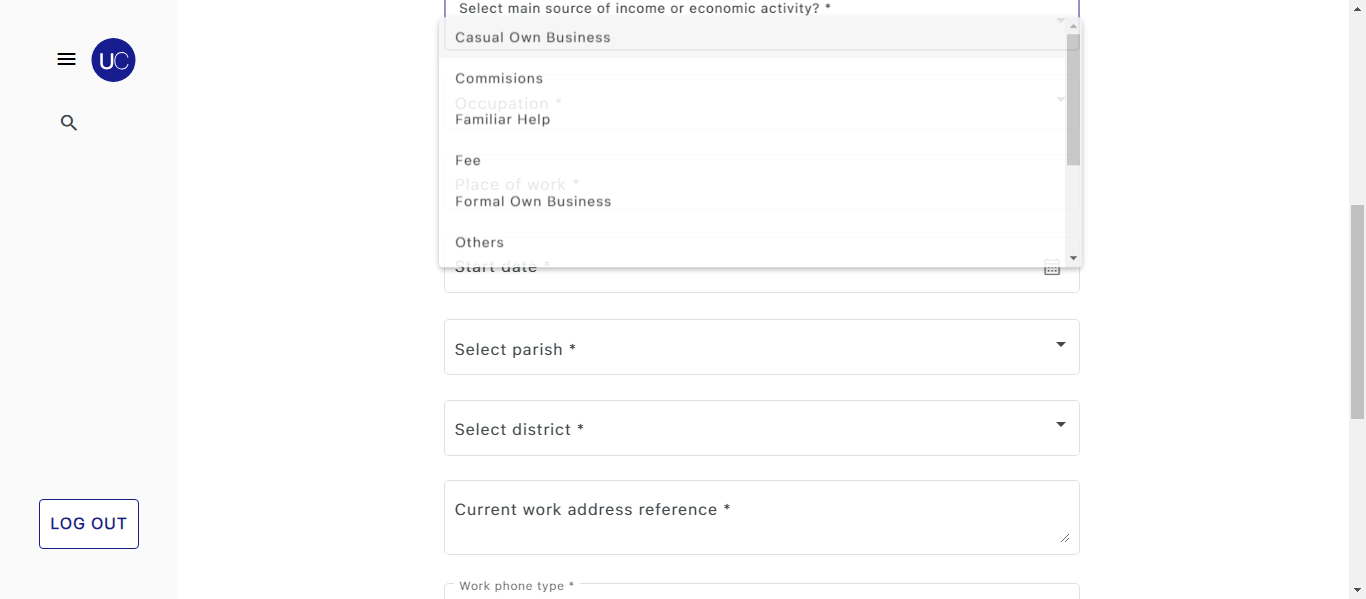 Select main source of income or economic activity? *
UC
Casual Own Business
Commisions
Occupation *
Familiar Help
Fee
Place of work *
Formal Own Business
Others
Start date *
Select parish *
Select district *
Current work address reference *
LOG OUT
Work phone type *